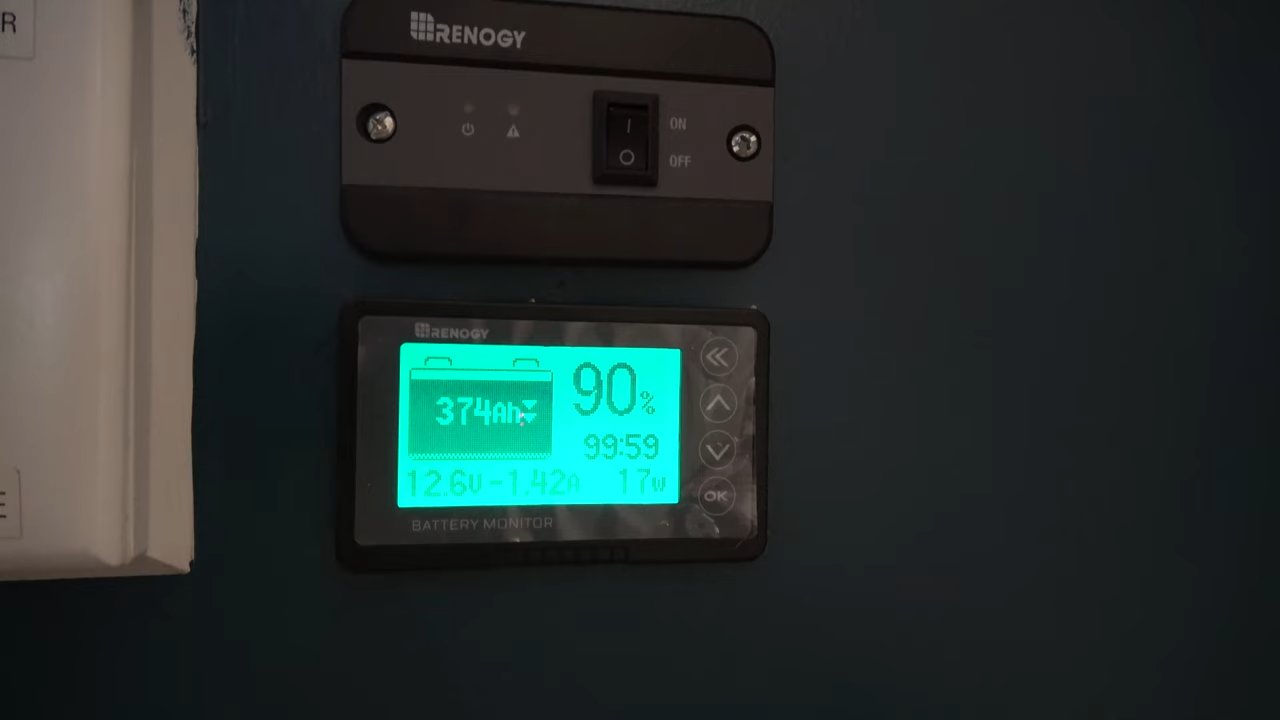 R
RENOGY
ON
OFF
RENOGY
374Ah
90%
99:59
12.6V -1.42A 17W
OK
BATTERY MONITOR
E